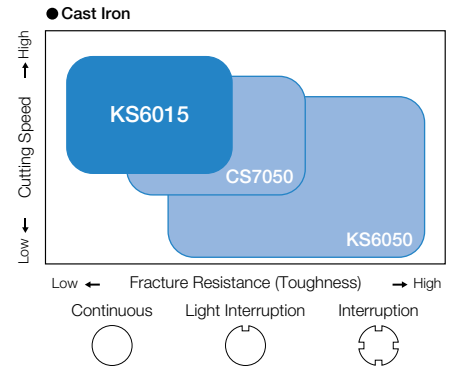 ● Cast Iron
Low ← Cutting Speed → High
KS6015
CS7050
KS6050
Low ← Fracture Resistance (Toughness) → High
Continuous Light Interruption Interruption